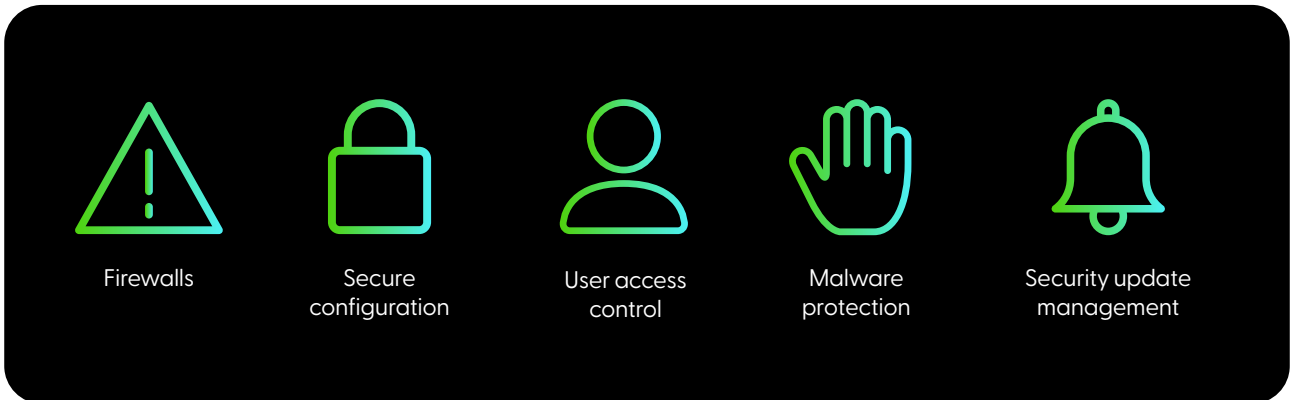 Firewalls
Secure
configuration
User access
control
Malware
protection
Security update
management